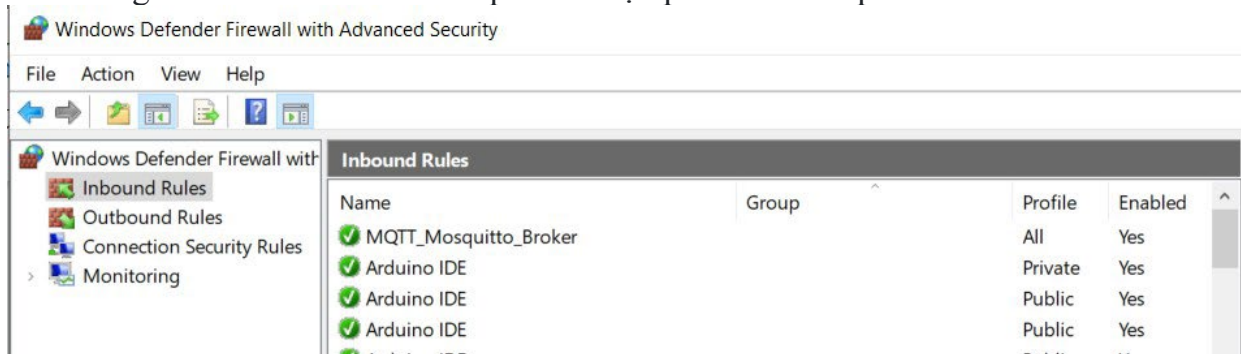 Windows Defender Firewall with Advanced Security
File Action View Help
Windows Defender Firewall with
Inbound Rules
Outbound Rules
Connection Security Rules
Monitoring
Inbound Rules
Name Group Profile Enabled
MQTT_Mosquitto_Broker All Yes
Arduino IDE Private Yes
Arduino IDE Public Yes
Arduino IDE Public Yes